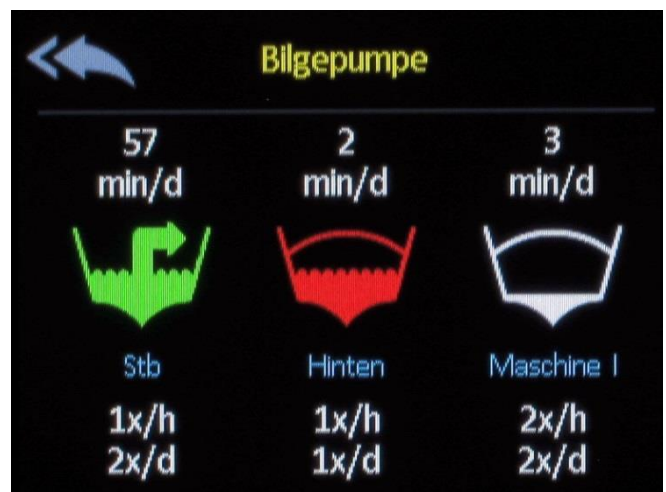 Bilgepumpe
57 2 3
min/d min/d min/d
Stb Hinten Maschine I
1x/h 1x/h 2x/h
2x/d 1x/d 2x/d